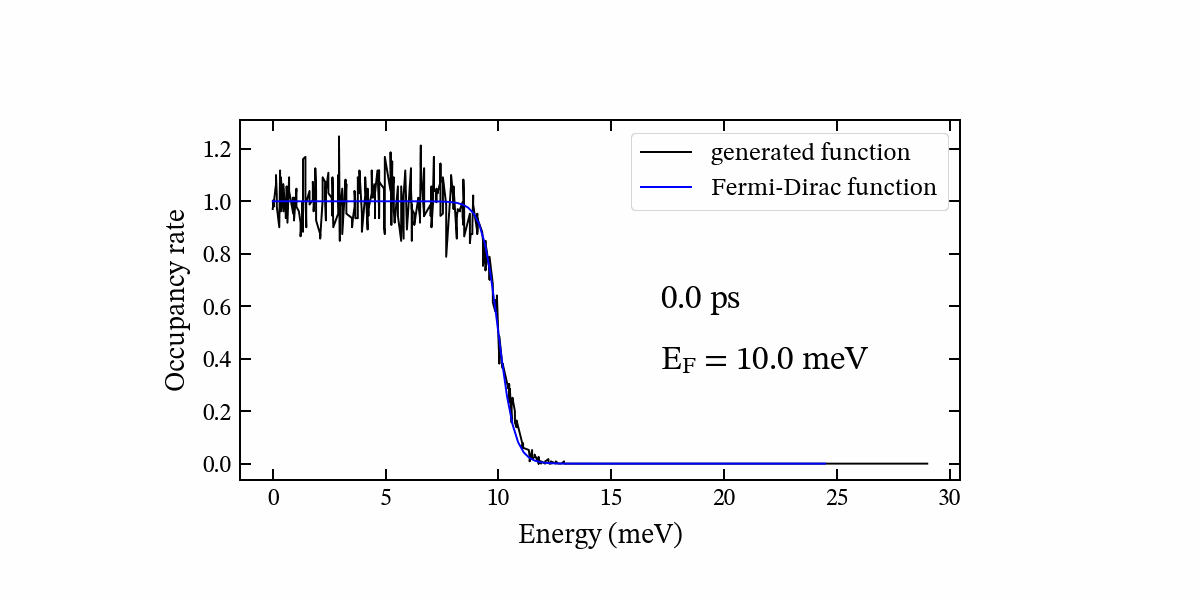 generated function
Fermi-Dirac function
0.0 ps
E_F = 10.0 meV
Occupancy rate
1.2
1.0
0.8
0.6
0.4
0.2
0.0
0 5 10 15 20 25 30
Energy (meV)